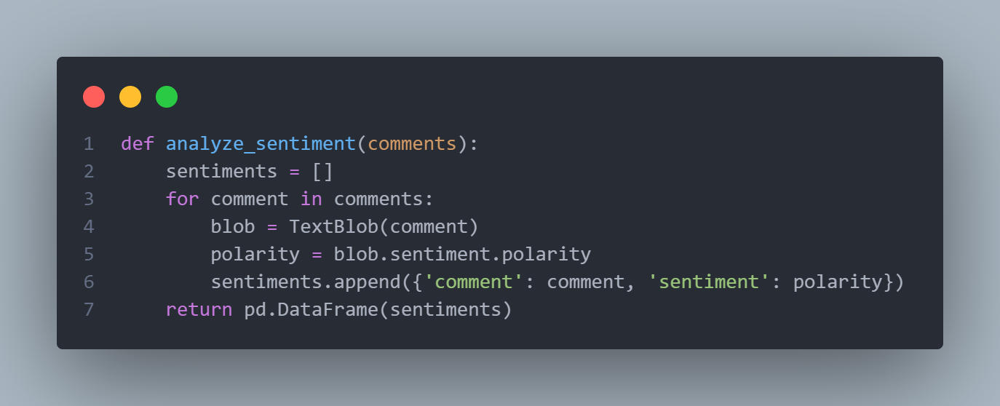 1 def analyze_sentiment(comments):
2     sentiments = []
3     for comment in comments:
4         blob = TextBlob(comment)
5         polarity = blob.sentiment.polarity
6         sentiments.append({'comment': comment, 'sentiment': polarity})
7     return pd.DataFrame(sentiments)